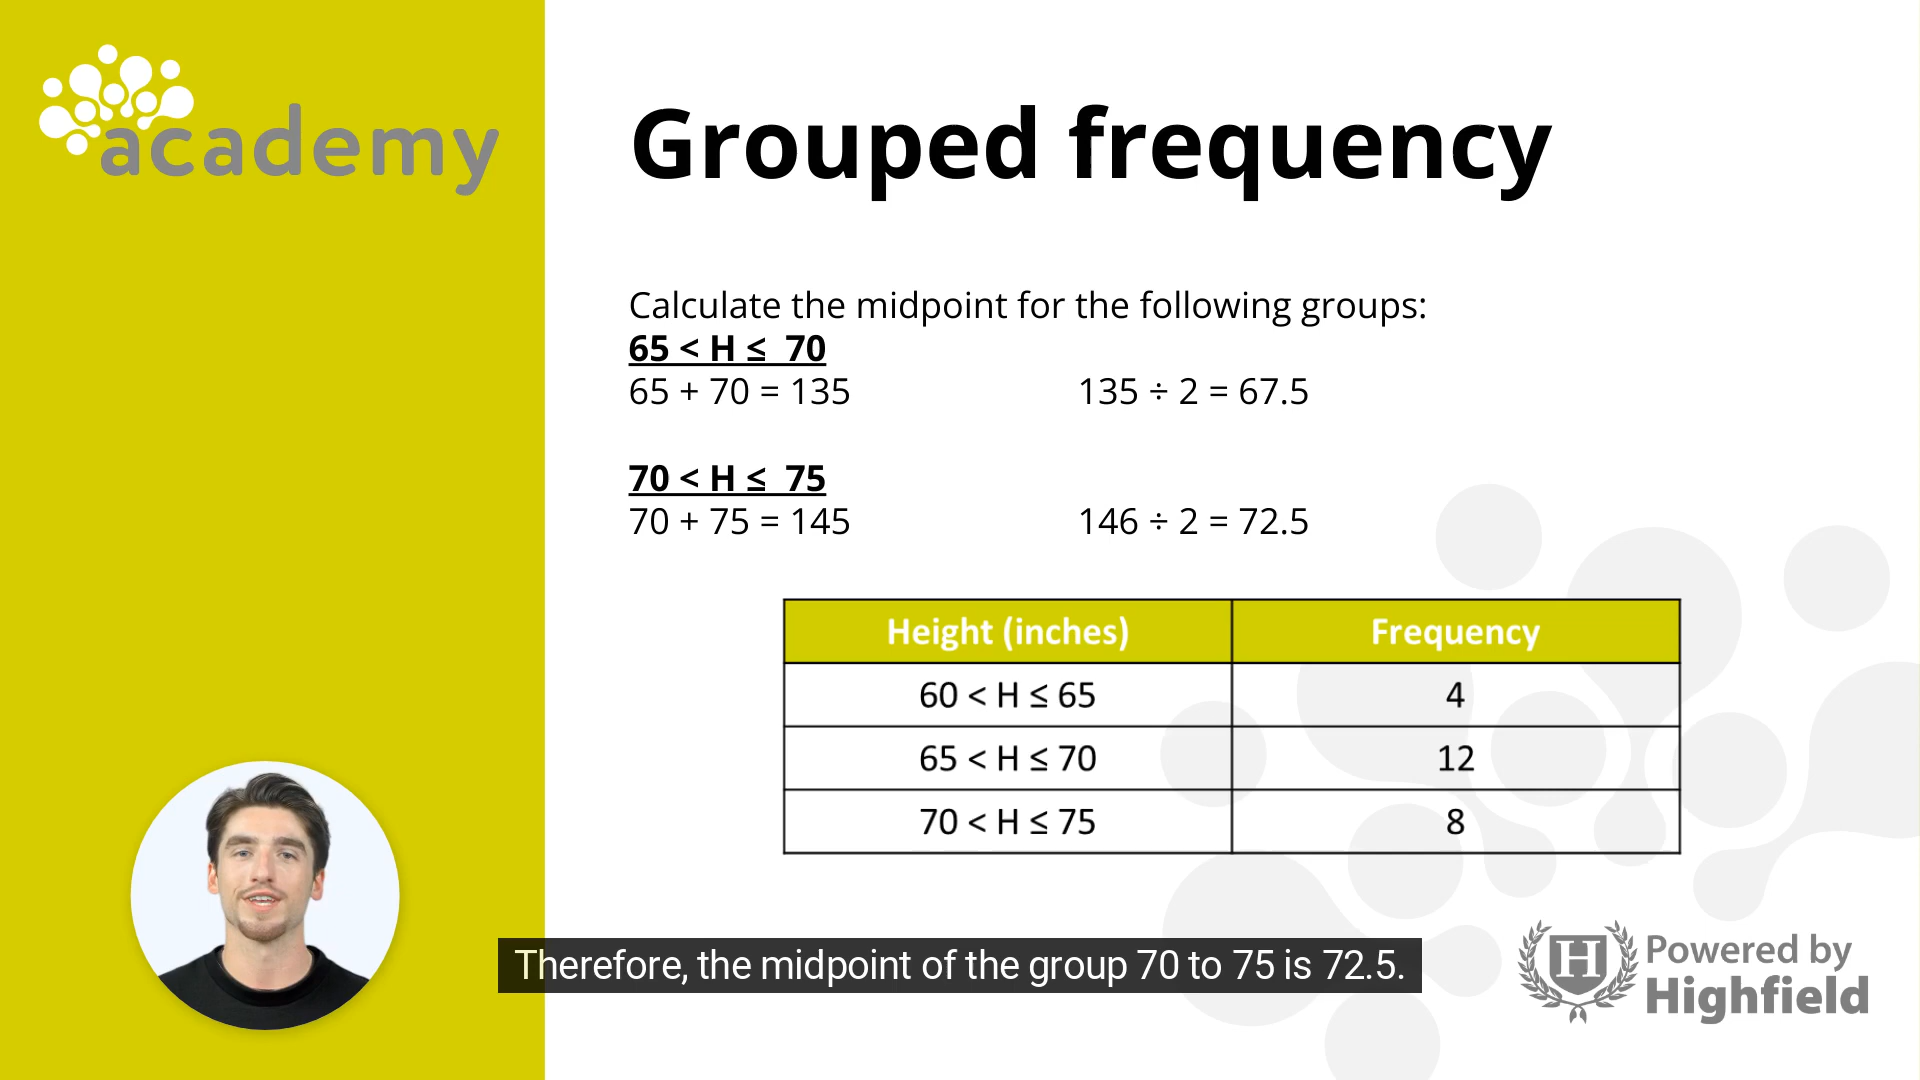 academy
Grouped frequency
Calculate the midpoint for the following groups:
65 < H ≤  70
65 + 70 = 135 135 ÷ 2 = 67.5
70 < H ≤  75
70 + 75 = 145 146 ÷ 2 = 72.5
Height (inches) Frequency
60 < H ≤ 65 4
65 < H ≤ 70 12
70 < H ≤ 75 8
Therefore, the midpoint of the group 70 to 75 is 72.5.
H
Powered by
Highfield